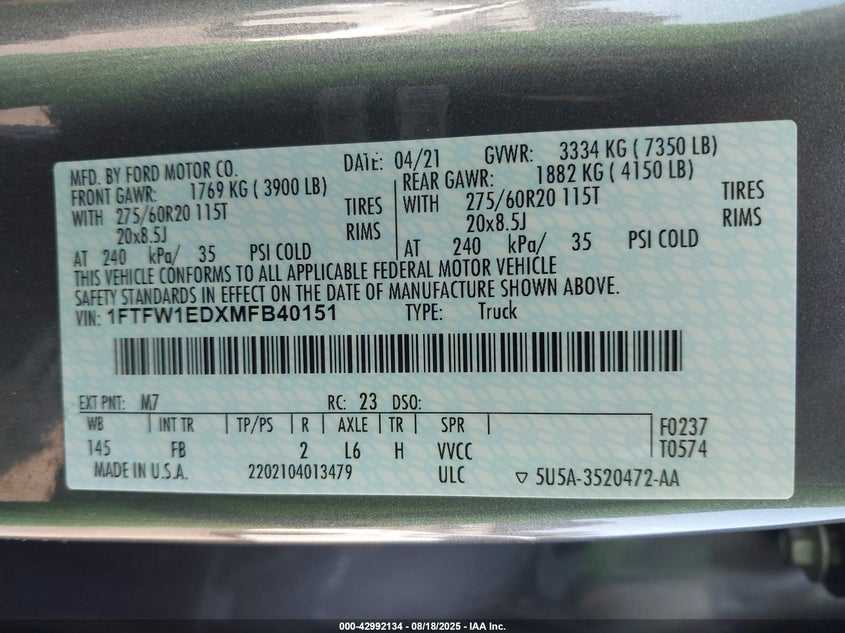 MFD. BY FORD MOTOR CO. DATE: 04/21 GVWR: 3334 KG ( 7350 LB)
FRONT GAWR: 1769 KG ( 3900 LB) REAR GAWR: 1882 KG ( 4150 LB)
WITH 275/60R20 115T TIRES WITH 275/60R20 115T TIRES
20x8.5J RIMS 20x8.5J RIMS
AT 240 kPa/ 35 PSI COLD AT 240 kPa/ 35 PSI COLD
THIS VEHICLE CONFORMS TO ALL APPLICABLE FEDERAL MOTOR VEHICLE
SAFETY STANDARDS IN EFFECT ON THE DATE OF MANUFACTURE SHOWN ABOVE.
VIN: 1FTFW1EDXMFB40151 TYPE: Truck
EXT PNT: M7 RC: 23 DSO:
WB INT TR TP/PS R AXLE TR SPR F0237
145 FB 2 L6 H VVCC T0574
MADE IN U.S.A. 2202104013479 ULC ▽ 5U5A-3520472-AA
000-42992134 - 08/18/2025 - IAA Inc.